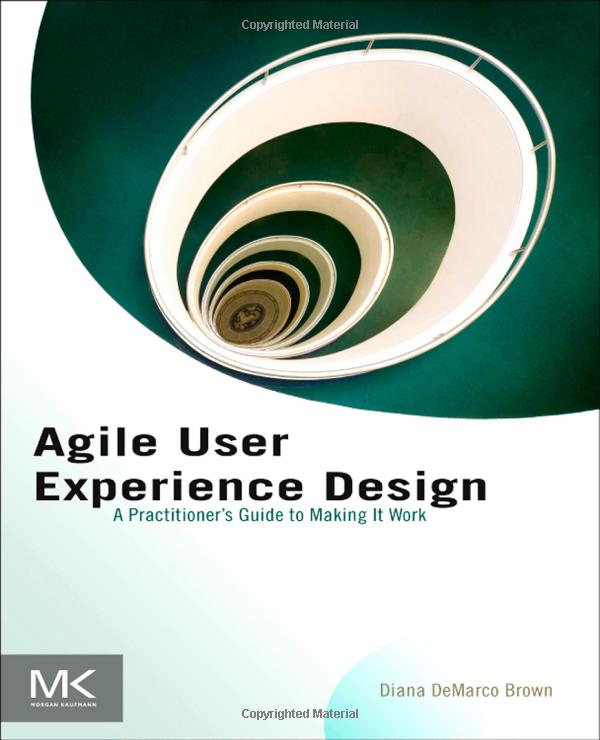 Copyrighted Material
Agile User
Experience Design
A Practitioner's Guide to Making It Work
MK
MORGAN KAUFMANN
Diana DeMarco Brown
Copyrighted Material